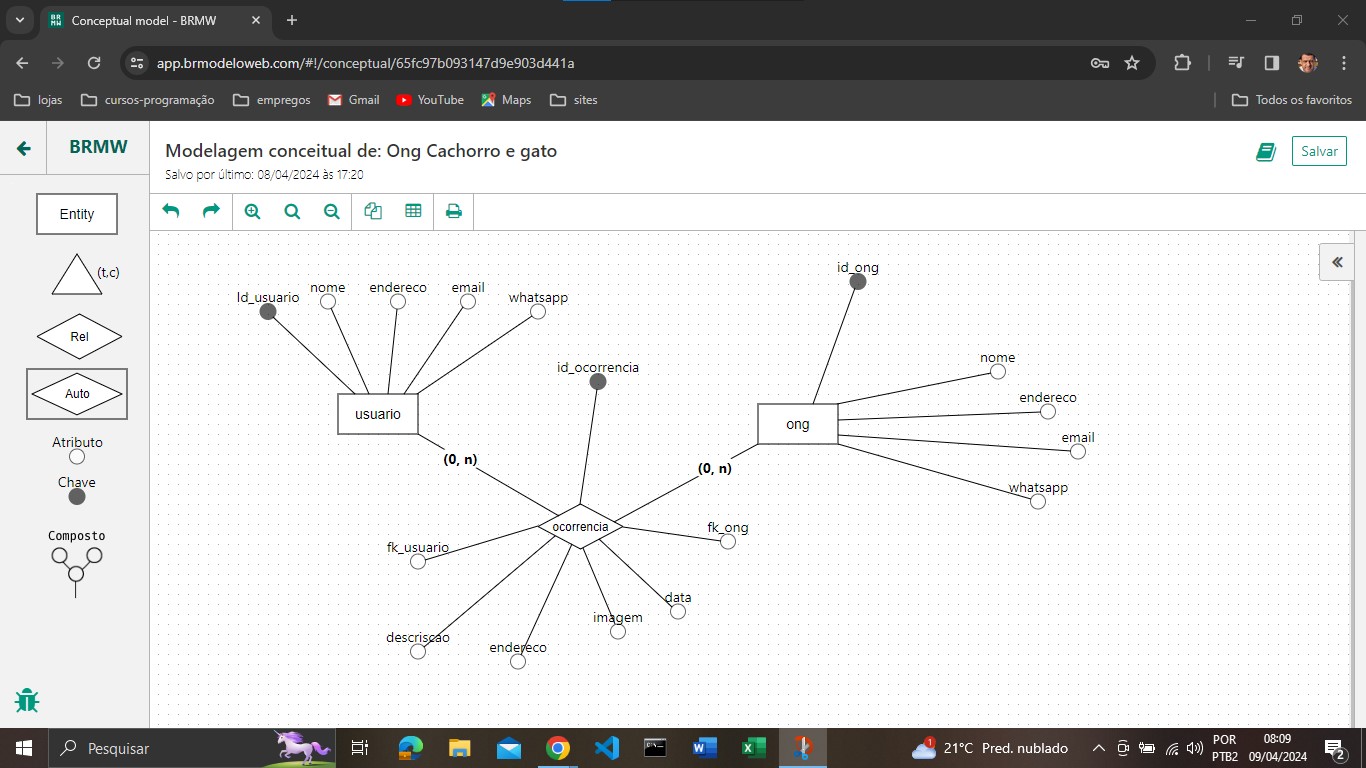 Conceptual model - BRMW
app.brmodeloweb.com/#!/conceptual/65fc97b093147d9e903d441a
lojas
cursos-programação
empregos
Gmail
YouTube
Maps
sites
Todos os favoritos
BRMW
Modelagem conceitual de: Ong Cachorro e gato
Salvo por último: 08/04/2024 às 17:20
Salvar
Entity
(t,c)
Rel
Auto
Atributo
Chave
Composto
Id_usuario
nome
endereco
email
whatsapp
usuario
(0, n)
id_ocorrencia
id_ong
nome
endereco
email
whatsapp
ong
(0, n)
ocorrencia
fk_usuario
fk_ong
descriscao
endereco
imagem
data
Pesquisar
21°C Pred. nublado
POR
PTB2
08:09
09/04/2024
2